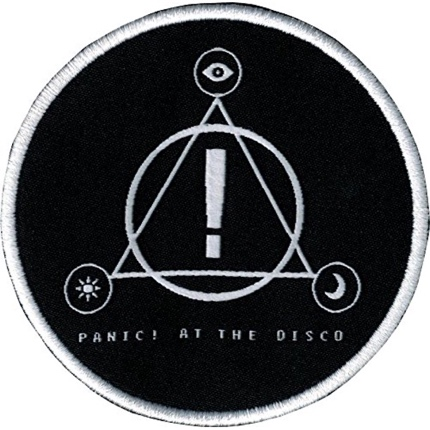 !
PANIC! AT THE DISCO